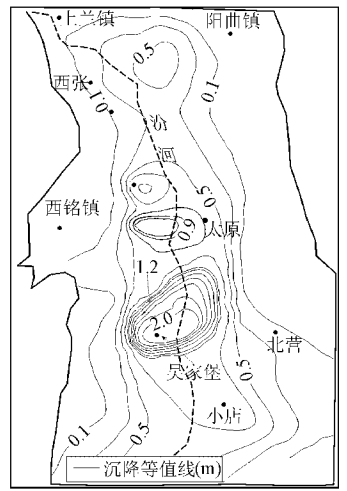 上兰镇
阳曲镇
0.5
西张
0.1
0.1
汾
河
西铭镇
0.5
太原
0.9
1.2
2.0
北营
吴家堡
0.5
小店
0.1
0.5
沉降等值线(m)